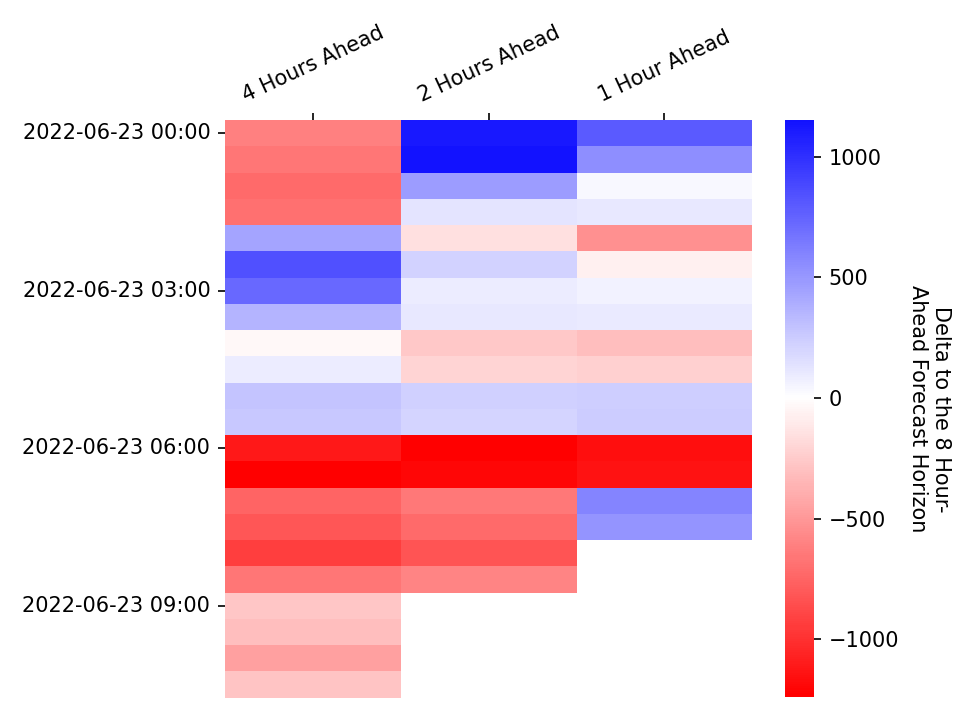 4 Hours Ahead
2 Hours Ahead
1 Hour Ahead
2022-06-23 00:00
2022-06-23 03:00
2022-06-23 06:00
2022-06-23 09:00
1000
500
0
−500
−1000
Delta to the 8 Hour-
Ahead Forecast Horizon